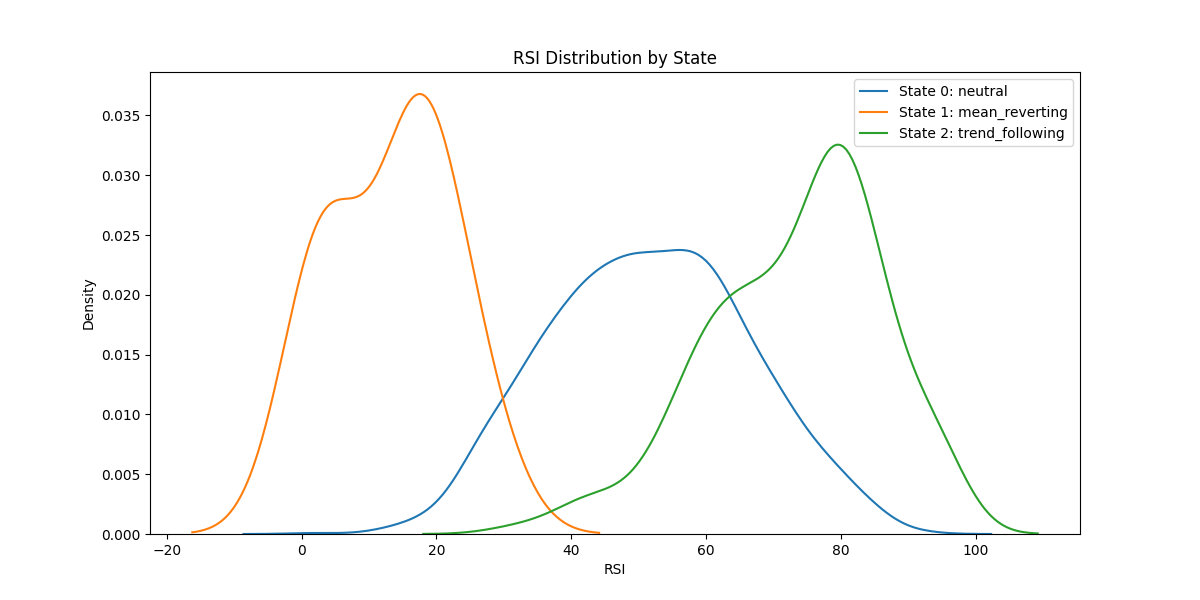 RSI Distribution by State
State 0: neutral
State 1: mean_reverting
State 2: trend_following
Density
0.035
0.030
0.025
0.020
0.015
0.010
0.005
0.000
−20
0
20
40
60
80
100
RSI